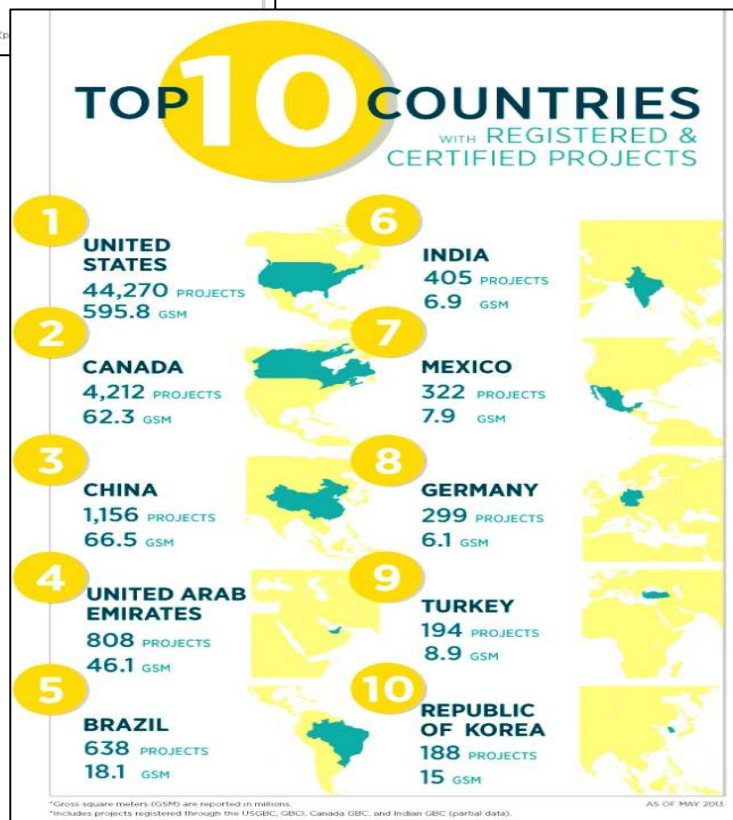 TOP 10 COUNTRIES
WITH REGISTERED &
CERTIFIED PROJECTS
1
UNITED
STATES
44,270 PROJECTS
595.8 GSM
2
CANADA
4,212 PROJECTS
62.3 GSM
3
CHINA
1,156 PROJECTS
66.5 GSM
4
UNITED ARAB
EMIRATES
808 PROJECTS
46.1 GSM
5
BRAZIL
638 PROJECTS
18.1 GSM
6
INDIA
405 PROJECTS
6.9 GSM
7
MEXICO
322 PROJECTS
7.9 GSM
8
GERMANY
299 PROJECTS
6.1 GSM
9
TURKEY
194 PROJECTS
8.9 GSM
10
REPUBLIC
OF KOREA
188 PROJECTS
15 GSM
*Gross square meters (GSM) are reported in millions.
*Includes projects registered through the USGBC, GBCI, Canada GBC, and Indian GBC (partial data).
AS OF MAY 2013